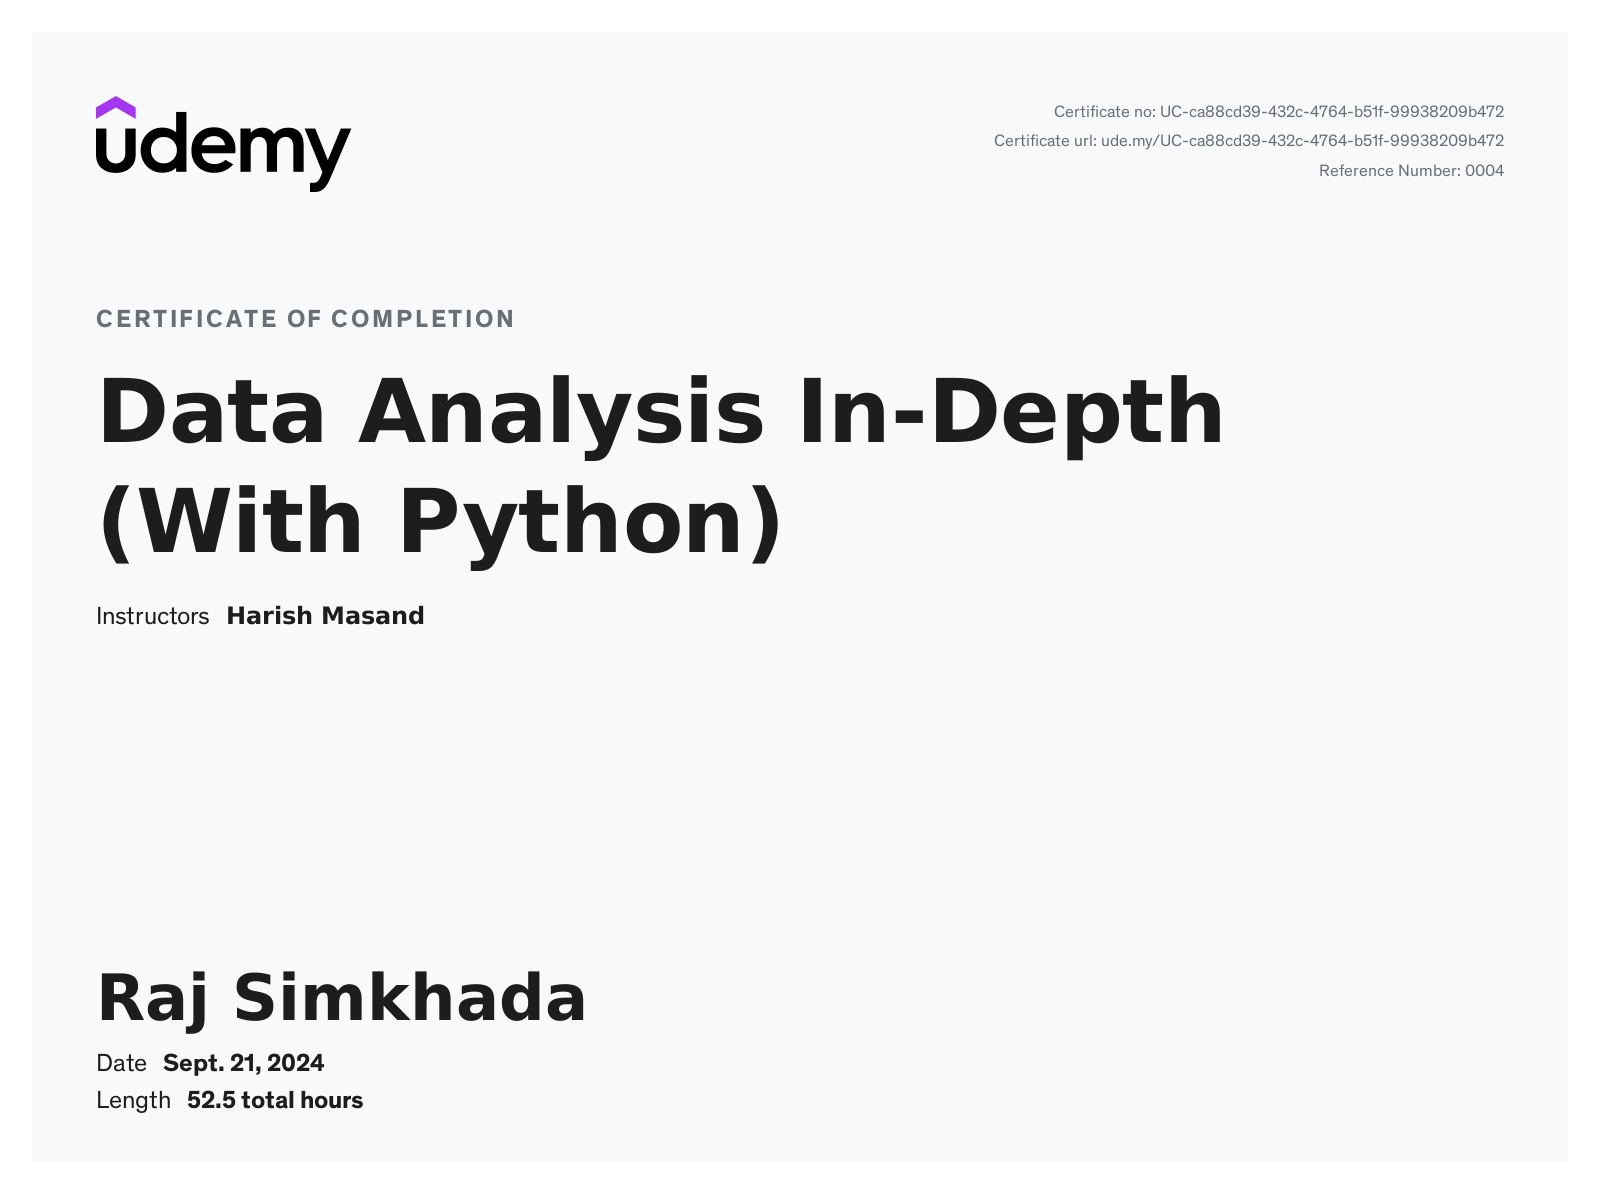 udemy
Certificate no: UC-ca88cd39-432c-4764-b51f-99938209b472
Certificate url: ude.my/UC-ca88cd39-432c-4764-b51f-99938209b472
Reference Number: 0004
CERTIFICATE OF COMPLETION
Data Analysis In-Depth
(With Python)
Instructors Harish Masand
Raj Simkhada
Date Sept. 21, 2024
Length 52.5 total hours